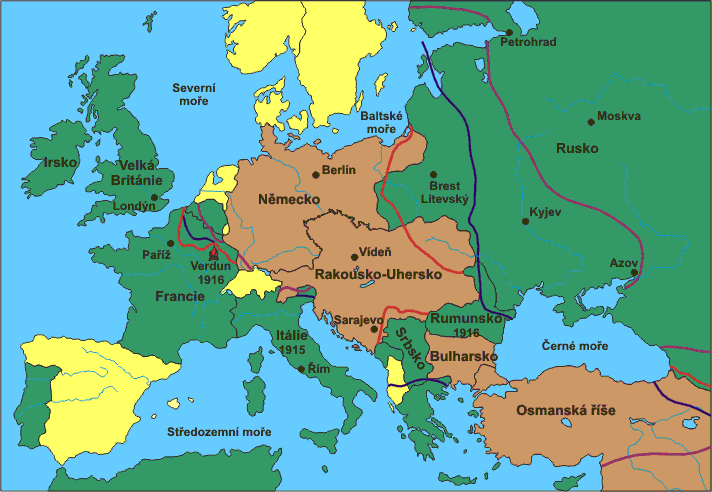 Petrohrad
Severní
moře
Baltské
moře
Moskva
Rusko
Irsko
Velká
Británie
Berlín
Německo
Brest
Litevský
Londýn
Kyjev
Paříž
Verdun
1916
Vídeň
Rakousko-Uhersko
Azov
Francie
Sarajevo
Rumunsko
1916
Itálie
1915
Srbsko
Bulharsko
Černé moře
Řím
Osmanská říše
Středozemní moře